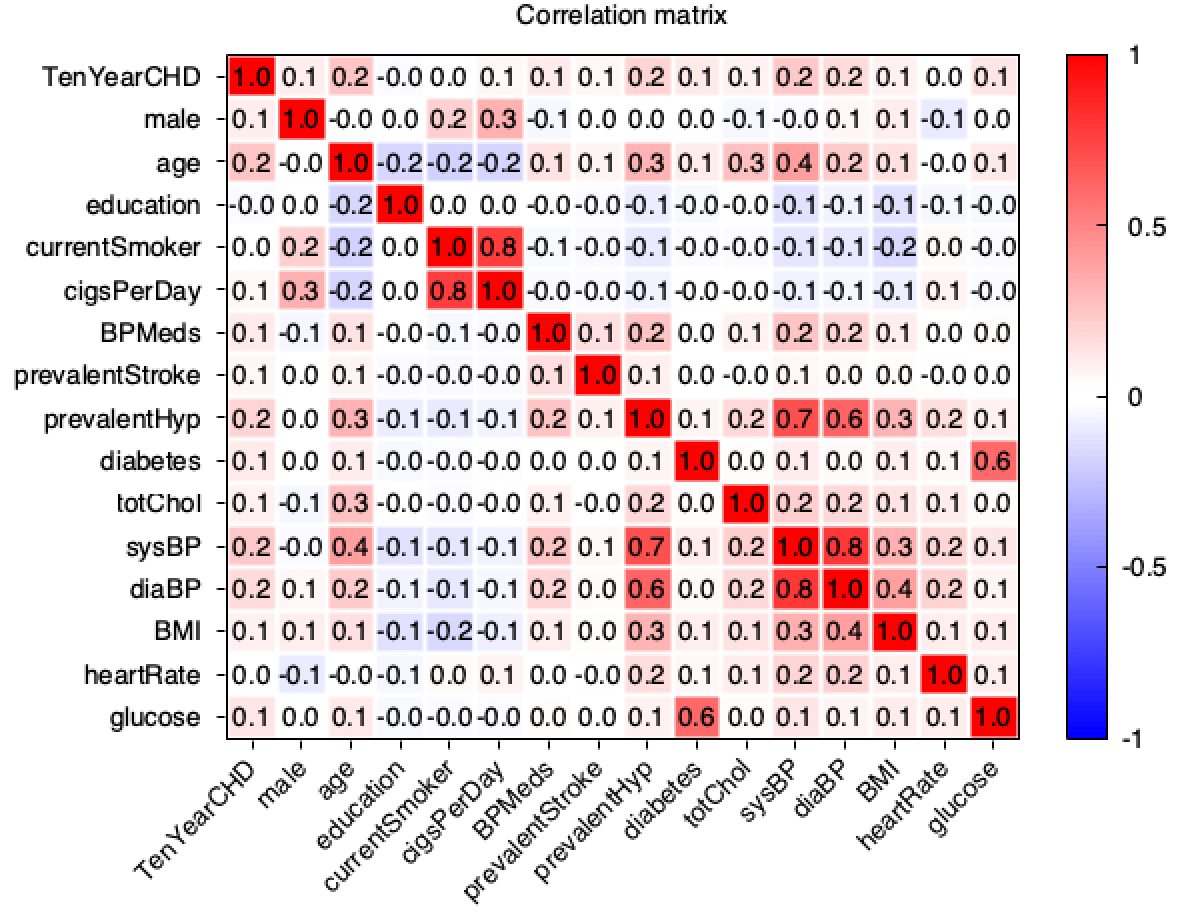 Correlation matrix
TenYearCHD 1.0 0.1 0.2 -0.0 0.0 0.1 0.1 0.1 0.2 0.1 0.1 0.2 0.2 0.1 0.0 0.1
male 0.1 1.0 -0.0 0.0 0.2 0.3 -0.1 0.0 0.0 0.0 -0.1 -0.0 0.1 0.1 -0.1 0.0
age 0.2 -0.0 1.0 -0.2 -0.2 -0.2 0.1 0.1 0.3 0.1 0.3 0.4 0.2 0.1 -0.0 0.1
education -0.0 0.0 -0.2 1.0 0.0 0.0 -0.0 -0.0 -0.1 -0.0 -0.0 -0.1 -0.1 -0.1 -0.1 -0.0
currentSmoker 0.0 0.2 -0.2 0.0 1.0 0.8 -0.1 -0.0 -0.1 -0.0 -0.0 -0.1 -0.1 -0.2 0.0 -0.0
cigsPerDay 0.1 0.3 -0.2 0.0 0.8 1.0 -0.0 -0.0 -0.1 -0.0 -0.0 -0.1 -0.1 -0.1 0.1 -0.0
BPMeds 0.1 -0.1 0.1 -0.0 -0.1 -0.0 1.0 0.1 0.2 0.0 0.1 0.2 0.2 0.1 0.0 0.0
prevalentStroke 0.1 0.0 0.1 -0.0 -0.0 -0.0 0.1 1.0 0.1 0.0 -0.0 0.1 0.0 0.0 -0.0 0.0
prevalentHyp 0.2 0.0 0.3 -0.1 -0.1 -0.1 0.2 0.1 1.0 0.1 0.2 0.7 0.6 0.3 0.2 0.1
diabetes 0.1 0.0 0.1 -0.0 -0.0 -0.0 0.0 0.0 0.1 1.0 0.0 0.1 0.0 0.1 0.1 0.6
totChol 0.1 -0.1 0.3 -0.0 -0.0 -0.0 0.1 -0.0 0.2 0.0 1.0 0.2 0.2 0.1 0.1 0.0
sysBP 0.2 -0.0 0.4 -0.1 -0.1 -0.1 0.2 0.1 0.7 0.1 0.2 1.0 0.8 0.3 0.2 0.1
diaBP 0.2 0.1 0.2 -0.1 -0.1 -0.1 0.2 0.0 0.6 0.0 0.2 0.8 1.0 0.4 0.2 0.1
BMI 0.1 0.1 0.1 -0.1 -0.2 -0.1 0.1 0.0 0.3 0.1 0.1 0.3 0.4 1.0 0.1 0.1
heartRate 0.0 -0.1 -0.0 -0.1 0.0 0.1 0.0 -0.0 0.2 0.1 0.1 0.2 0.2 0.1 1.0 0.1
glucose 0.1 0.0 0.1 -0.0 -0.0 -0.0 0.0 0.0 0.1 0.6 0.0 0.1 0.1 0.1 0.1 1.0
TenYearCHD male age education currentSmoker cigsPerDay BPMeds prevalentStroke prevalentHyp diabetes totChol sysBP diaBP BMI heartRate glucose
1
0.5
0
-0.5
-1